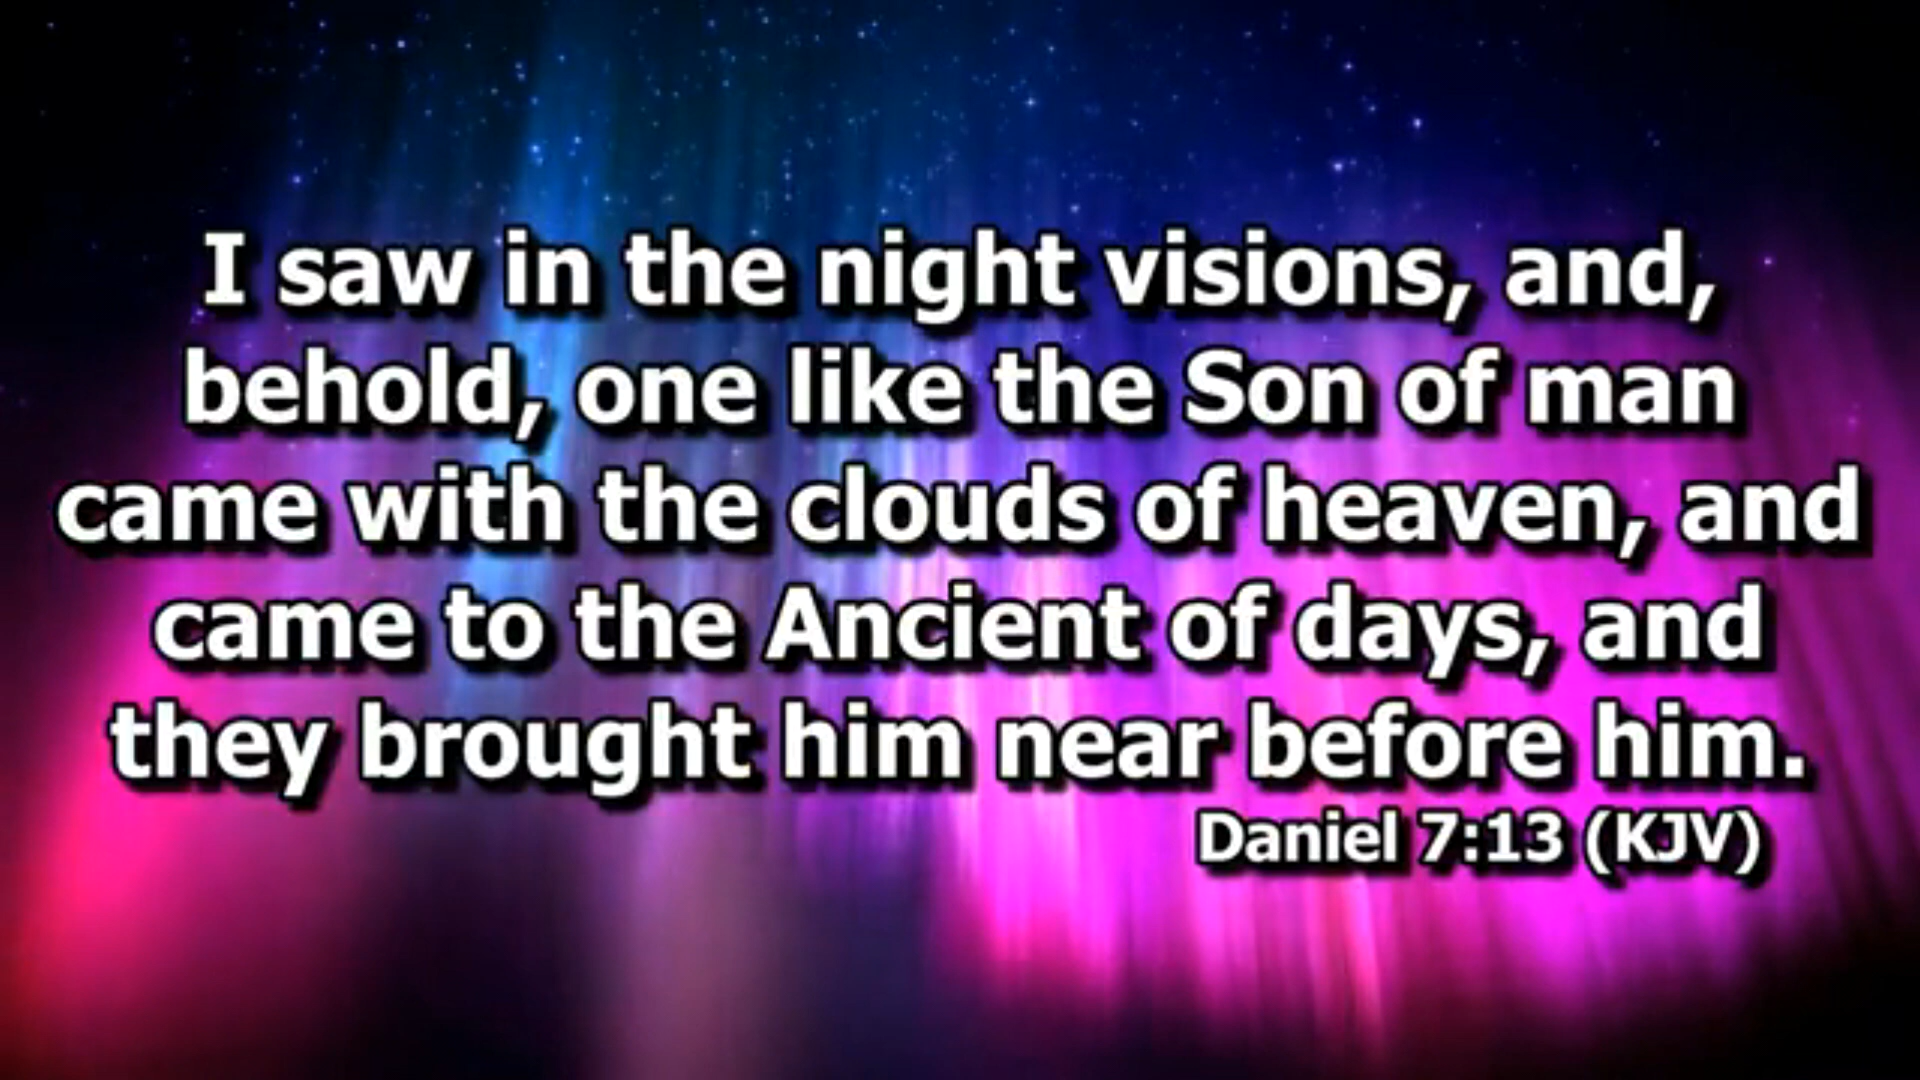 I saw in the night visions, and,
behold, one like the Son of man
came with the clouds of heaven, and
came to the Ancient of days, and
they brought him near before him.
Daniel 7:13 (KJV)